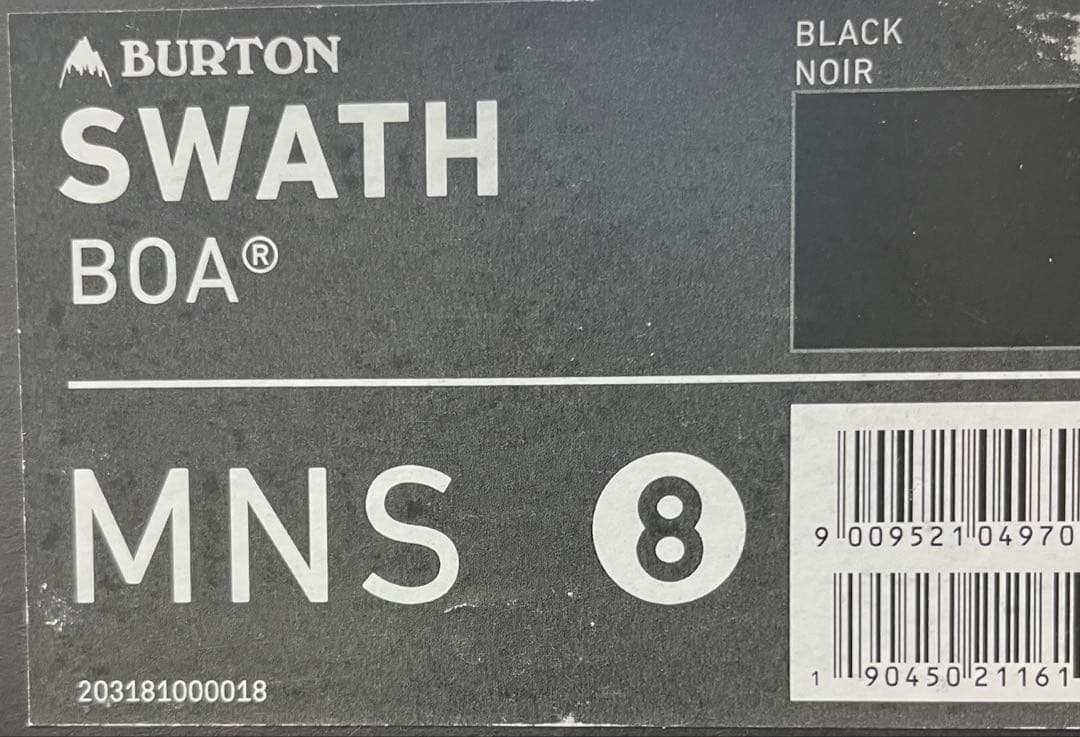 BURTON
SWATH
BOA®
BLACK
NOIR
MNS 8
9 009521 04970
1 90450 21161
203181000018